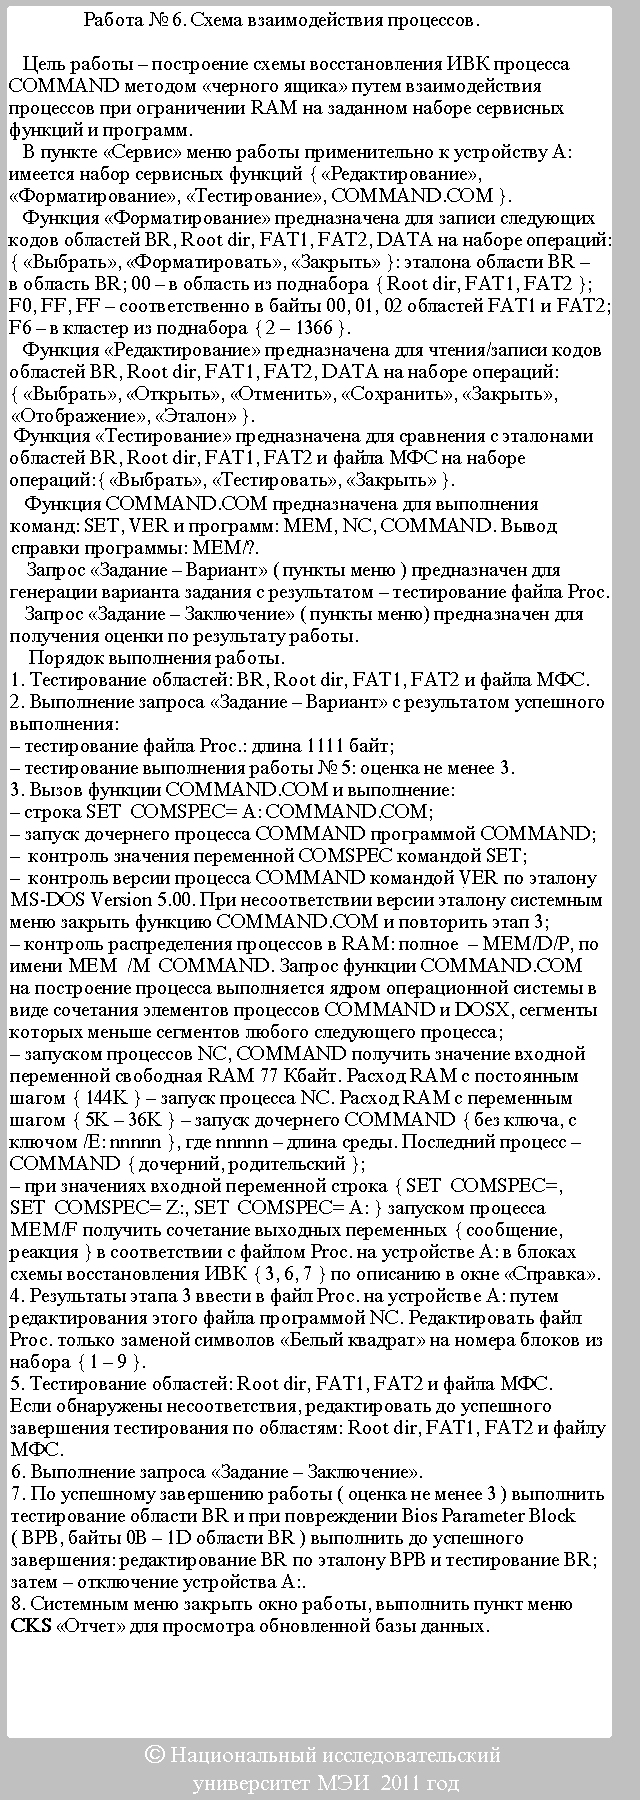 Работа № 6. Схема взаимодействия процессов.
Цель работы – построение схемы восстановления ИВК процесса
COMMAND методом «черного ящика» путем взаимодействия
процессов при ограничении RAM на заданном наборе сервисных
функций и программ.
В пункте «Сервис» меню работы применительно к устройству A:
имеется набор сервисных функций { «Редактирование»,
«Форматирование», «Тестирование», COMMAND.COM }.
Функция «Форматирование» предназначена для записи следующих
кодов областей BR, Root dir, FAT1, FAT2, DATA на наборе операций:
{ «Выбрать», «Форматировать», «Закрыть» }: эталона области BR –
в область BR; 00 – в область из поднабора { Root dir, FAT1, FAT2 };
F0, FF, FF – соответственно в байты 00, 01, 02 областей FAT1 и FAT2;
F6 – в кластер из поднабора { 2 – 1366 }.
Функция «Редактирование» предназначена для чтения/записи кодов
областей BR, Root dir, FAT1, FAT2, DATA на наборе операций:
{ «Выбрать», «Открыть», «Отменить», «Сохранить», «Закрыть»,
«Отображение», «Эталон» }.
Функция «Тестирование» предназначена для сравнения с эталонами
областей BR, Root dir, FAT1, FAT2 и файла МФС на наборе
операций:{ «Выбрать», «Тестировать», «Закрыть» }.
Функция COMMAND.COM предназначена для выполнения
команд: SET, VER и программ: MEM, NC, COMMAND. Вывод
справки программы: MEM/?.
Запрос «Задание – Вариант» ( пункты меню ) предназначен для
генерации варианта задания с результатом – тестирование файла Proc.
Запрос «Задание – Заключение» ( пункты меню) предназначен для
получения оценки по результату работы.
Порядок выполнения работы.
1. Тестирование областей: BR, Root dir, FAT1, FAT2 и файла МФС.
2. Выполнение запроса «Задание – Вариант» с результатом успешного
выполнения:
– тестирование файла Proc.: длина 1111 байт;
– тестирование выполнения работы № 5: оценка не менее 3.
3. Вызов функции COMMAND.COM и выполнение:
– строка SET COMSPEC= A: COMMAND.COM;
– запуск дочернего процесса COMMAND программой COMMAND;
– контроль значения переменной COMSPEC командой SET;
– контроль версии процесса COMMAND командой VER по эталону
MS-DOS Version 5.00. При несоответствии версии эталону системным
меню закрыть функцию COMMAND.COM и повторить этап 3;
– контроль распределения процессов в RAM: полное – MEM/D/P, по
имени MEM /M COMMAND. Запрос функции COMMAND.COM
на построение процесса выполняется ядром операционной системы в
виде сочетания элементов процессов COMMAND и DOSX, сегменты
которых меньше сегментов любого следующего процесса;
– запуском процессов NC, COMMAND получить значение входной
переменной свободная RAM 77 Кбайт. Расход RAM с постоянным
шагом { 144K } – запуск процесса NC. Расход RAM с переменным
шагом { 5K – 36K } – запуск дочернего COMMAND { без ключа, с
ключом /E: nnnnn }, где nnnnn – длина среды. Последний процесс –
COMMAND { дочерний, родительский };
– при значениях входной переменной строка { SET COMSPEC=,
SET COMSPEC= Z:, SET COMSPEC= A: } запуском процесса
MEM/F получить сочетание выходных переменных { сообщение,
реакция } в соответствии с файлом Proc. на устройстве A: в блоках
схемы восстановления ИВК { 3, 6, 7 } по описанию в окне «Справка».
4. Результаты этапа 3 ввести в файл Proc. на устройстве A: путем
редактирования этого файла программой NC. Редактировать файл
Proc. только заменой символов «Белый квадрат» на номера блоков из
набора { 1 – 9 }.
5. Тестирование областей: Root dir, FAT1, FAT2 и файла МФС.
Если обнаружены несоответствия, редактировать до успешного
завершения тестирования по областям: Root dir, FAT1, FAT2 и файлу
МФС.
6. Выполнение запроса «Задание – Заключение».
7. По успешному завершению работы ( оценка не менее 3 ) выполнить
тестирование области BR и при повреждении Bios Parameter Block
( BPB, байты 0B – 1D области BR ) выполнить до успешного
завершения: редактирование BR по эталону BPB и тестирование BR;
затем – отключение устройства A:.
8. Системным меню закрыть окно работы, выполнить пункт меню
CKS «Отчет» для просмотра обновленной базы данных.
© Национальный исследовательский
университет МЭИ 2011 год